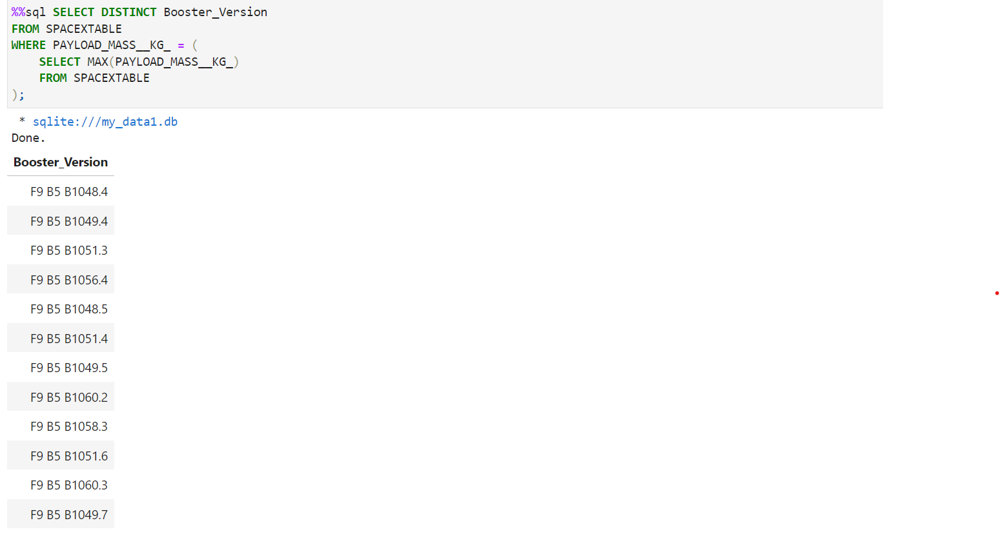 %%sql SELECT DISTINCT Booster_Version
FROM SPACEXTABLE
WHERE PAYLOAD_MASS__KG_ = (
    SELECT MAX(PAYLOAD_MASS__KG_)
    FROM SPACEXTABLE
);
* sqlite:///my_data1.db
Done.
Booster_Version
F9 B5 B1048.4
F9 B5 B1049.4
F9 B5 B1051.3
F9 B5 B1056.4
F9 B5 B1048.5
F9 B5 B1051.4
F9 B5 B1049.5
F9 B5 B1060.2
F9 B5 B1058.3
F9 B5 B1051.6
F9 B5 B1060.3
F9 B5 B1049.7